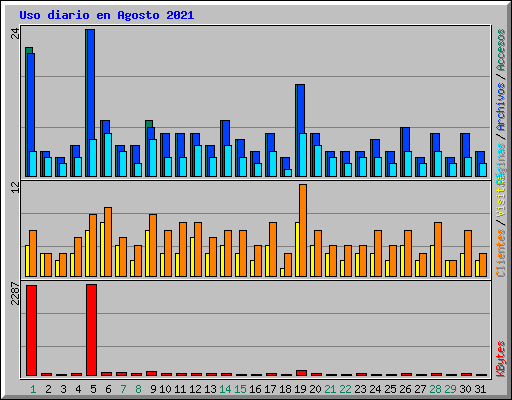 Uso diario en Agosto 2021
24
12
2287
Accesos / Archivos / Páginas
Visitas / Clientes
KBytes
1 2 3 4 5 6 7 8 9 10 11 12 13 14 15 16 17 18 19 20 21 22 23 24 25 26 27 28 29 30 31